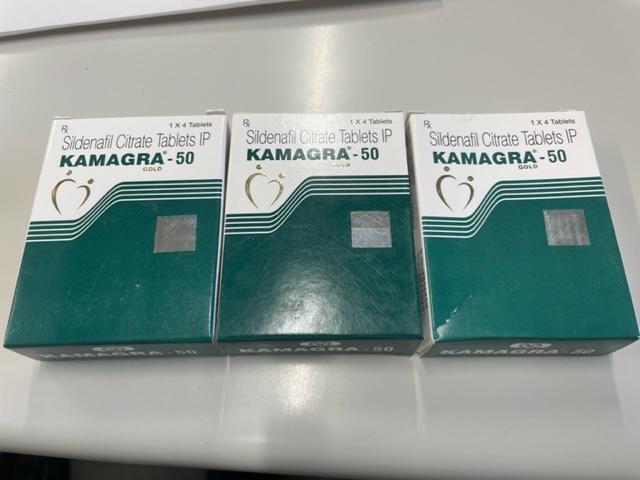 Rx 1 X 4 Tablets
Sildenafil Citrate Tablets IP
KAMAGRA® - 50
GOLD
KAMAGRA - 50
Rx 1 X 4 Tablets
Sildenafil Citrate Tablets IP
KAMAGRA® - 50
GOLD
KAMAGRA - 50
Rx 1 X 4 Tablets
Sildenafil Citrate Tablets IP
KAMAGRA® - 50
GOLD
KAMAGRA - 50